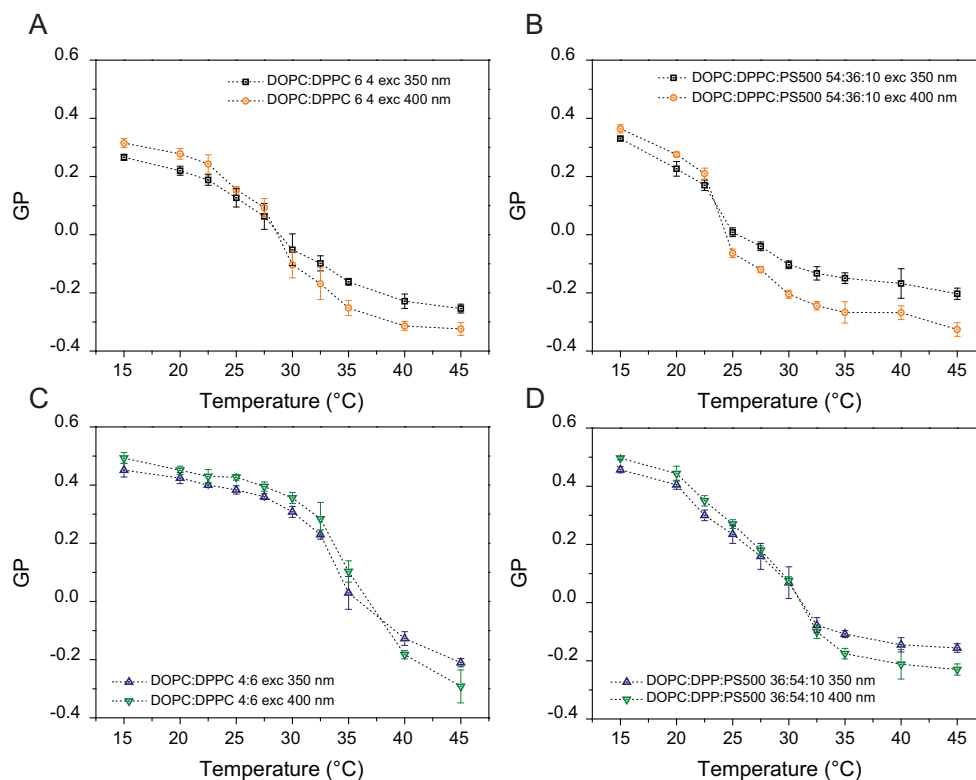 A
B
0.6
0.4
0.2
0.0
-0.2
-0.4
GP
DOPC:DPPC 6 4 exc 350 nm
DOPC:DPPC 6 4 exc 400 nm
15 20 25 30 35 40 45
Temperature (°C)
0.6
0.4
0.2
0.0
-0.2
-0.4
GP
DOPC:DPPC:PS500 54:36:10 exc 350 nm
DOPC:DPPC:PS500 54:36:10 exc 400 nm
15 20 25 30 35 40 45
Temperature (°C)
C
D
0.6
0.4
0.2
0.0
-0.2
-0.4
GP
DOPC:DPPC 4:6 exc 350 nm
DOPC:DPPC 4:6 exc 400 nm
15 20 25 30 35 40 45
Temperature (°C)
0.6
0.4
0.2
0.0
-0.2
-0.4
GP
DOPC:DPP:PS500 36:54:10 350 nm
DOPC:DPP:PS500 36:54:10 400 nm
15 20 25 30 35 40 45
Temperature (°C)